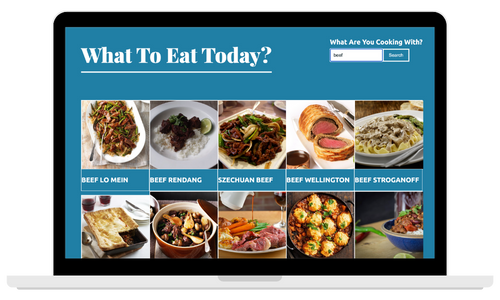 What To Eat Today?
What Are You Cooking With?
beef
Search
BEEF LO MEIN
BEEF RENDANG
SZECHUAN BEEF
BEEF WELLINGTON
BEEF STROGANOFF